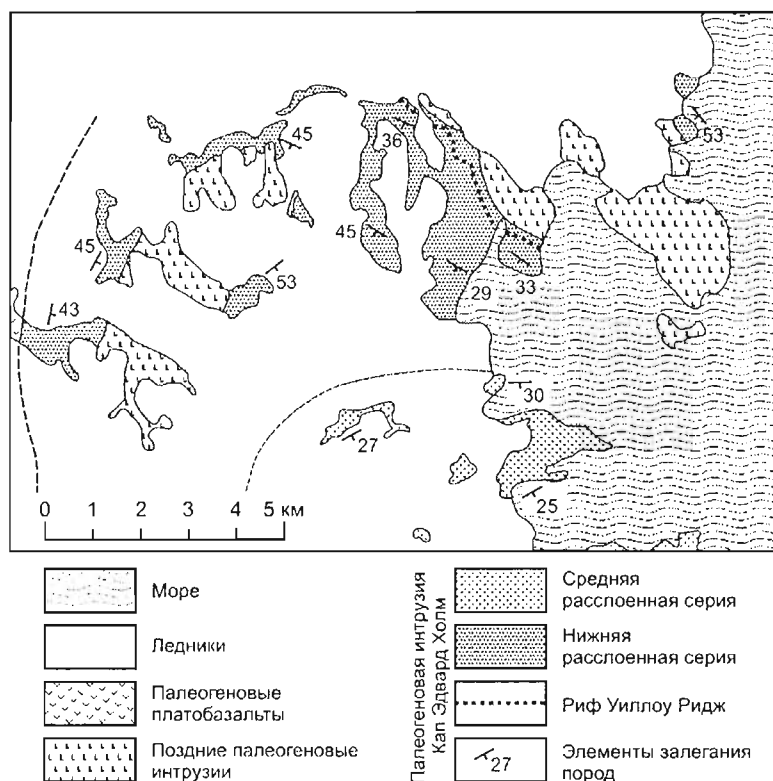 45
36
53
45
45
53
33
29
43
30
27
25
0 1 2 3 4 5 км
Море
Ледники
Палеогеновые
платобазальты
Поздние палеогеновые
интрузии
Палеогеновая интрузия
Кап Эдвард Холм
Средняя
расслоенная серия
Нижняя
расслоенная серия
Риф Уиллоу Ридж
27
Элементы залегания
пород